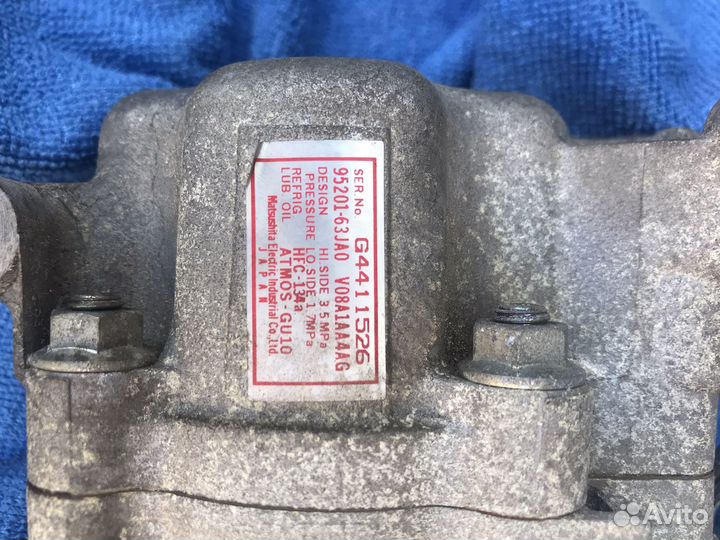 SER.No. G4411526
95201-63JA0 V08A1AA4AG
DESIGN HI.SIDE 3.5MPa
PRESSURE LO.SIDE 1.7MPa
REFRIG HFC-134a
LUB OIL ATMOS-GU10
Matsushita Electric Industrial Co.,Ltd.
JAPAN
Avito